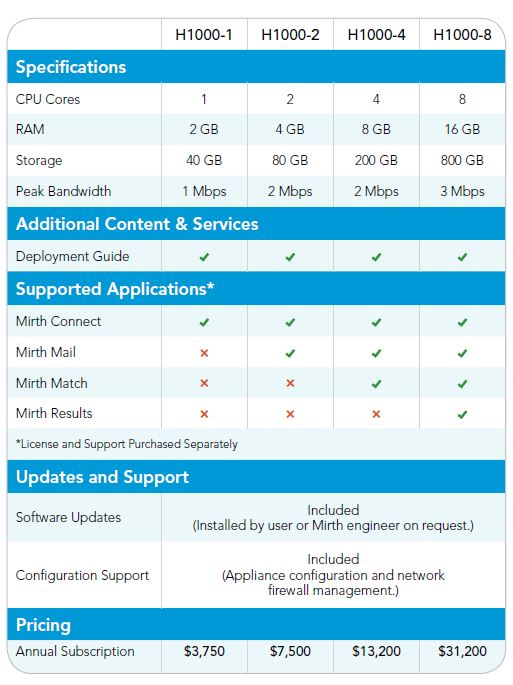 H1000-1 H1000-2 H1000-4 H1000-8
Specifications
CPU Cores 1 2 4 8
RAM 2 GB 4 GB 8 GB 16 GB
Storage 40 GB 80 GB 200 GB 800 GB
Peak Bandwidth 1 Mbps 2 Mbps 2 Mbps 3 Mbps
Additional Content & Services
Deployment Guide ✔ ✔ ✔ ✔
Supported Applications*
Mirth Connect ✔ ✔ ✔ ✔
Mirth Mail ✗ ✔ ✔ ✔
Mirth Match ✗ ✗ ✔ ✔
Mirth Results ✗ ✗ ✗ ✔
*License and Support Purchased Separately
Updates and Support
Included
Software Updates
(Installed by user or Mirth engineer on request.)
Included
Configuration Support (Appliance configuration and network
firewall management.)
Pricing
Annual Subscription $3,750 $7,500 $13,200 $31,200